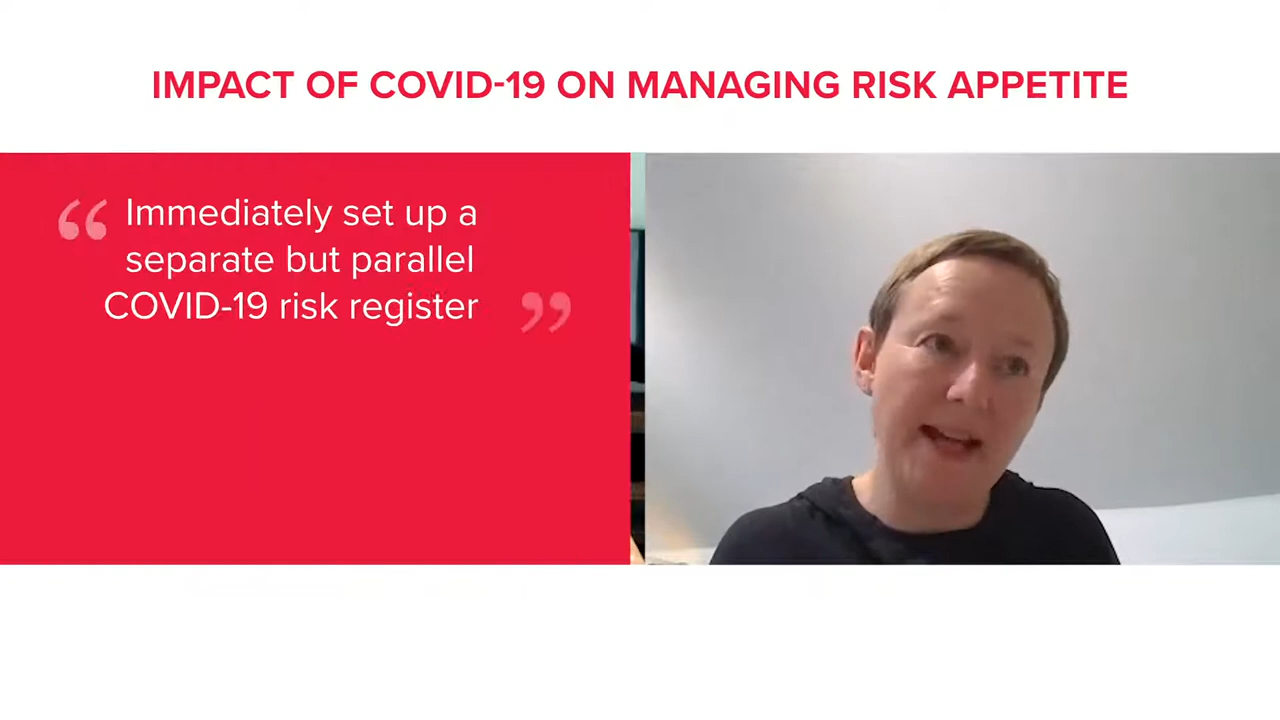 IMPACT OF COVID-19 ON MANAGING RISK APPETITE
“ Immediately set up a
separate but parallel
COVID-19 risk register ”